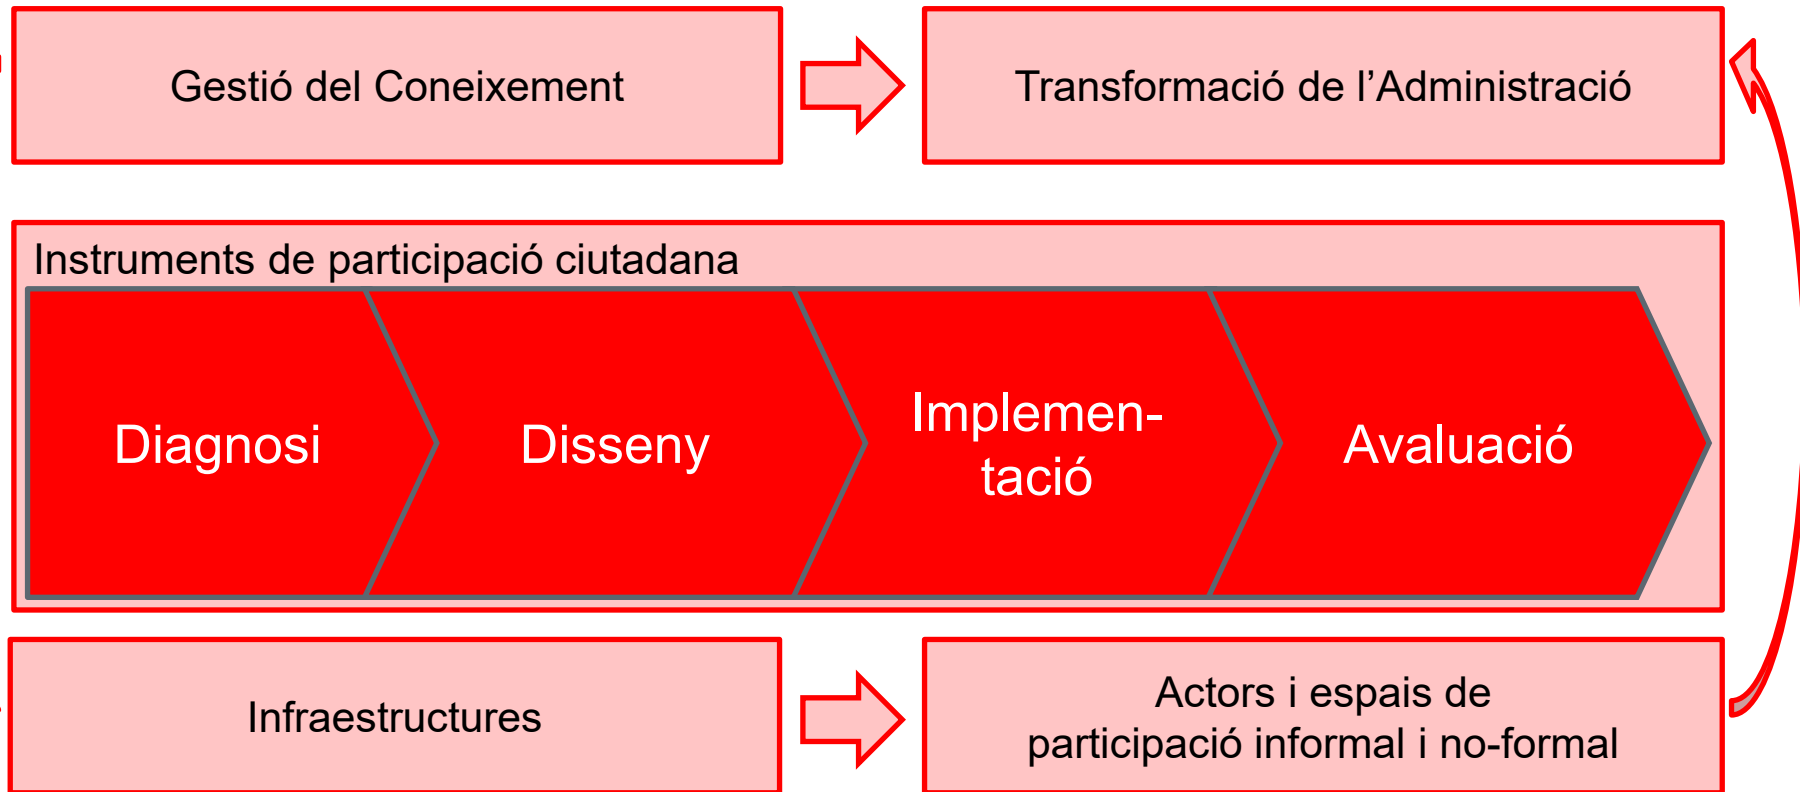 Gestió del Coneixement
Transformació de l’Administració
Instruments de participació ciutadana
Diagnosi
Disseny
Implemen-
tació
Avaluació
Infraestructures
Actors i espais de
participació informal i no-formal